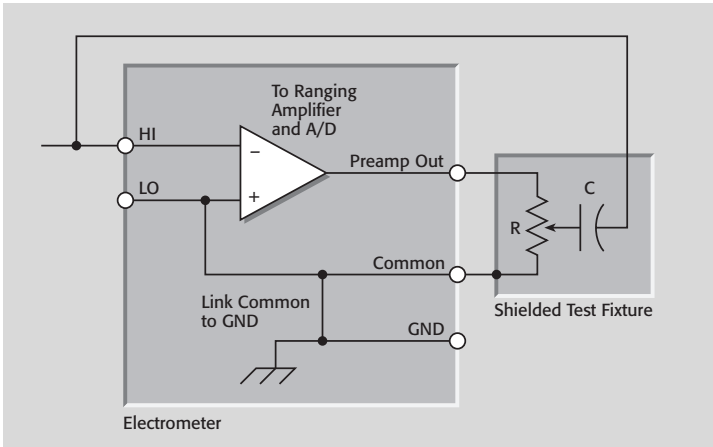 To Ranging
Amplifier
and A/D
HI
–
Preamp Out
LO
+
C
R
Common
Link Common
to GND
GND
Shielded Test Fixture
Electrometer